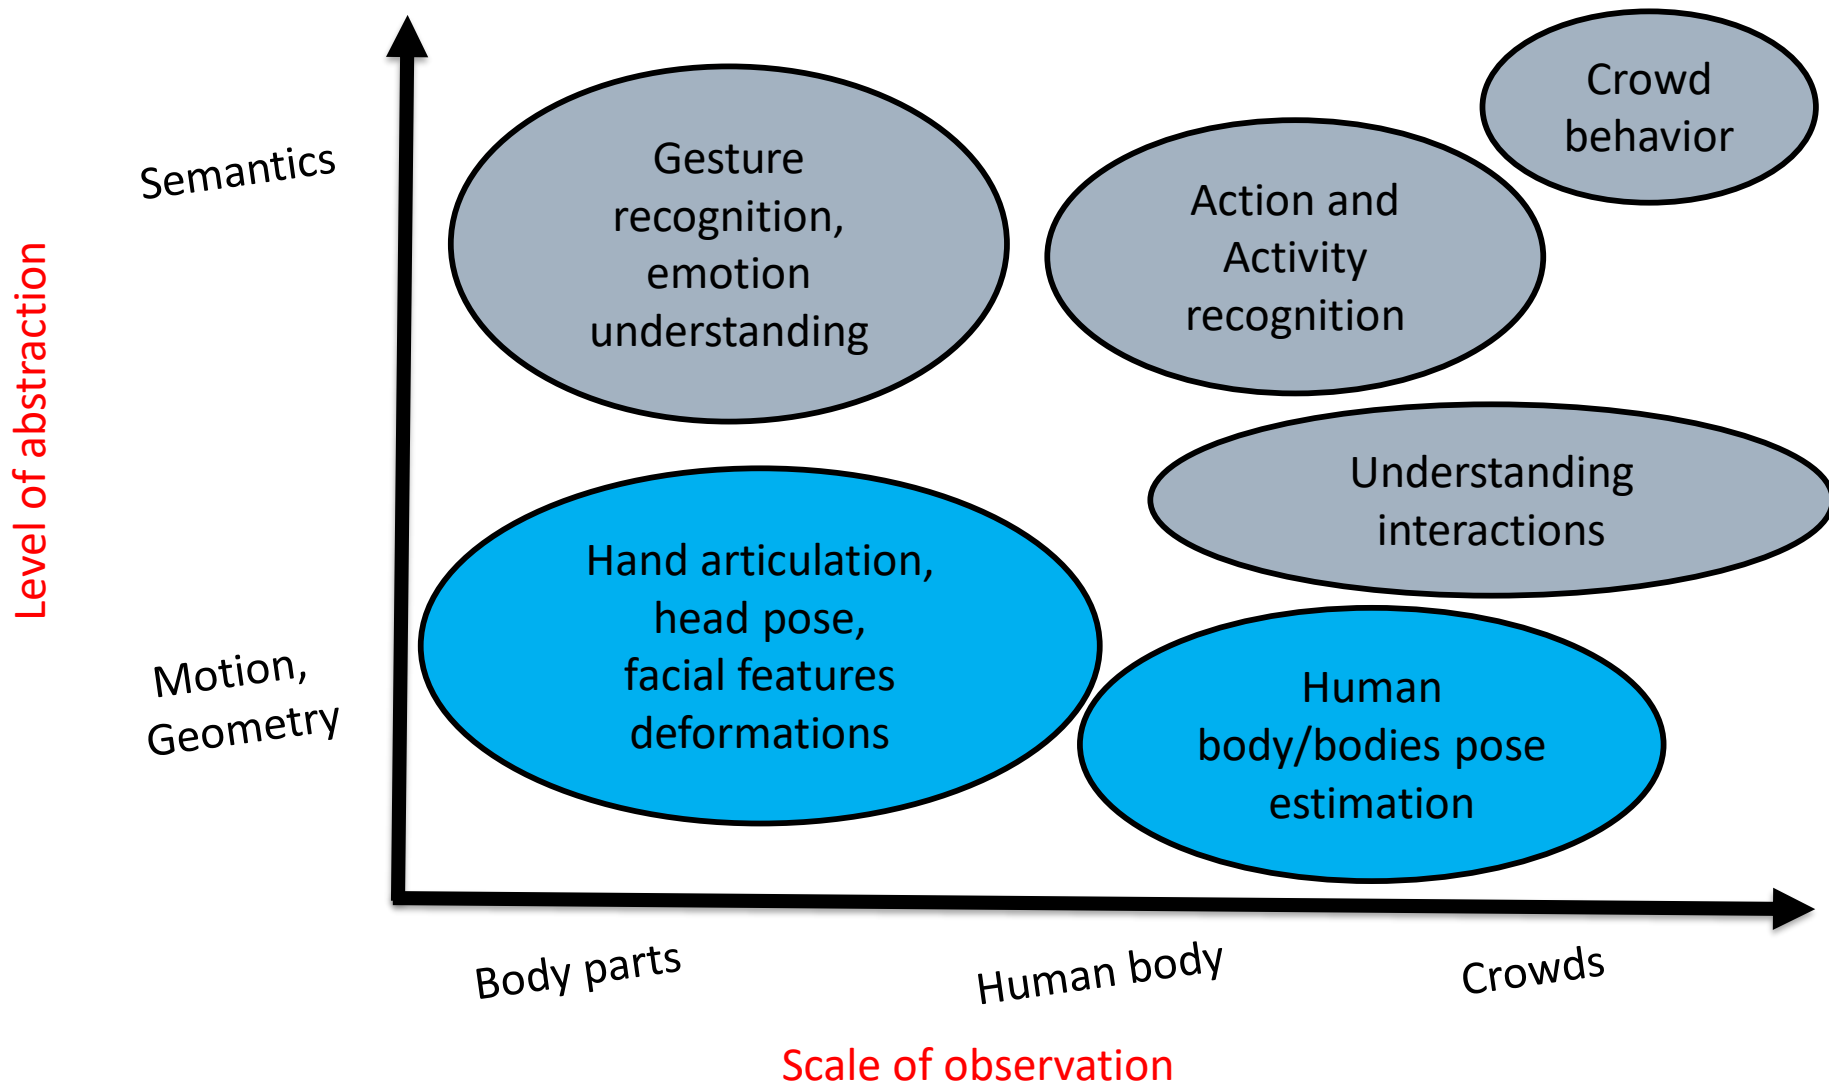 Crowd
behavior
Gesture
recognition,
emotion
understanding
Action and
Activity
recognition
Semantics
Level of abstraction
Understanding
interactions
Hand articulation,
head pose,
facial features
deformations
Motion,
Geometry
Human
body/bodies pose
estimation
Body parts
Human body
Crowds
Scale of observation